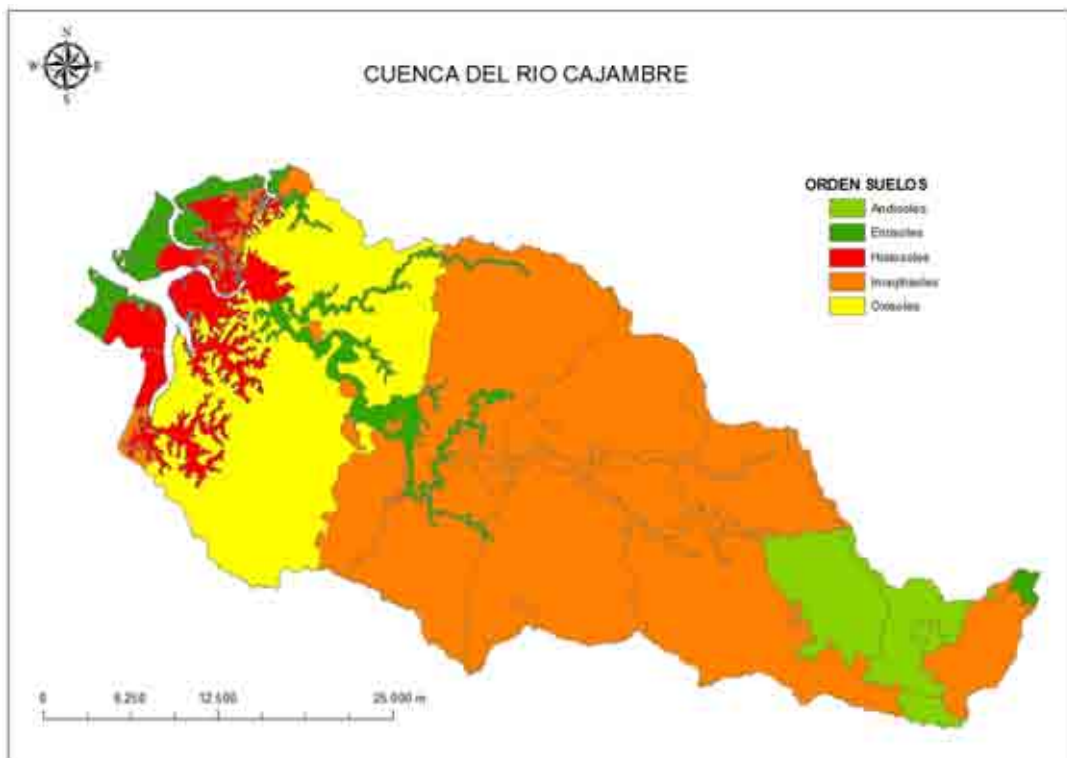 N
W E
S
CUENCA DEL RIO CAJAMBRE
ORDEN SUELOS
Andisoles
Entisoles
Histosoles
Inceptisoles
Oxisoles
0 6.250 12.500 25.000 m